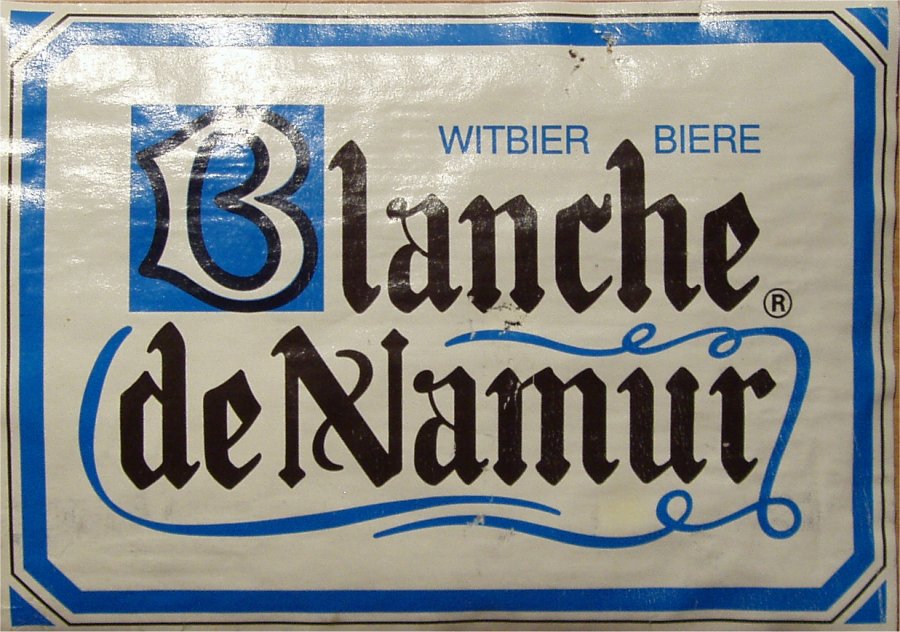 WITBIER BIERE
Blanche ®
de Namur